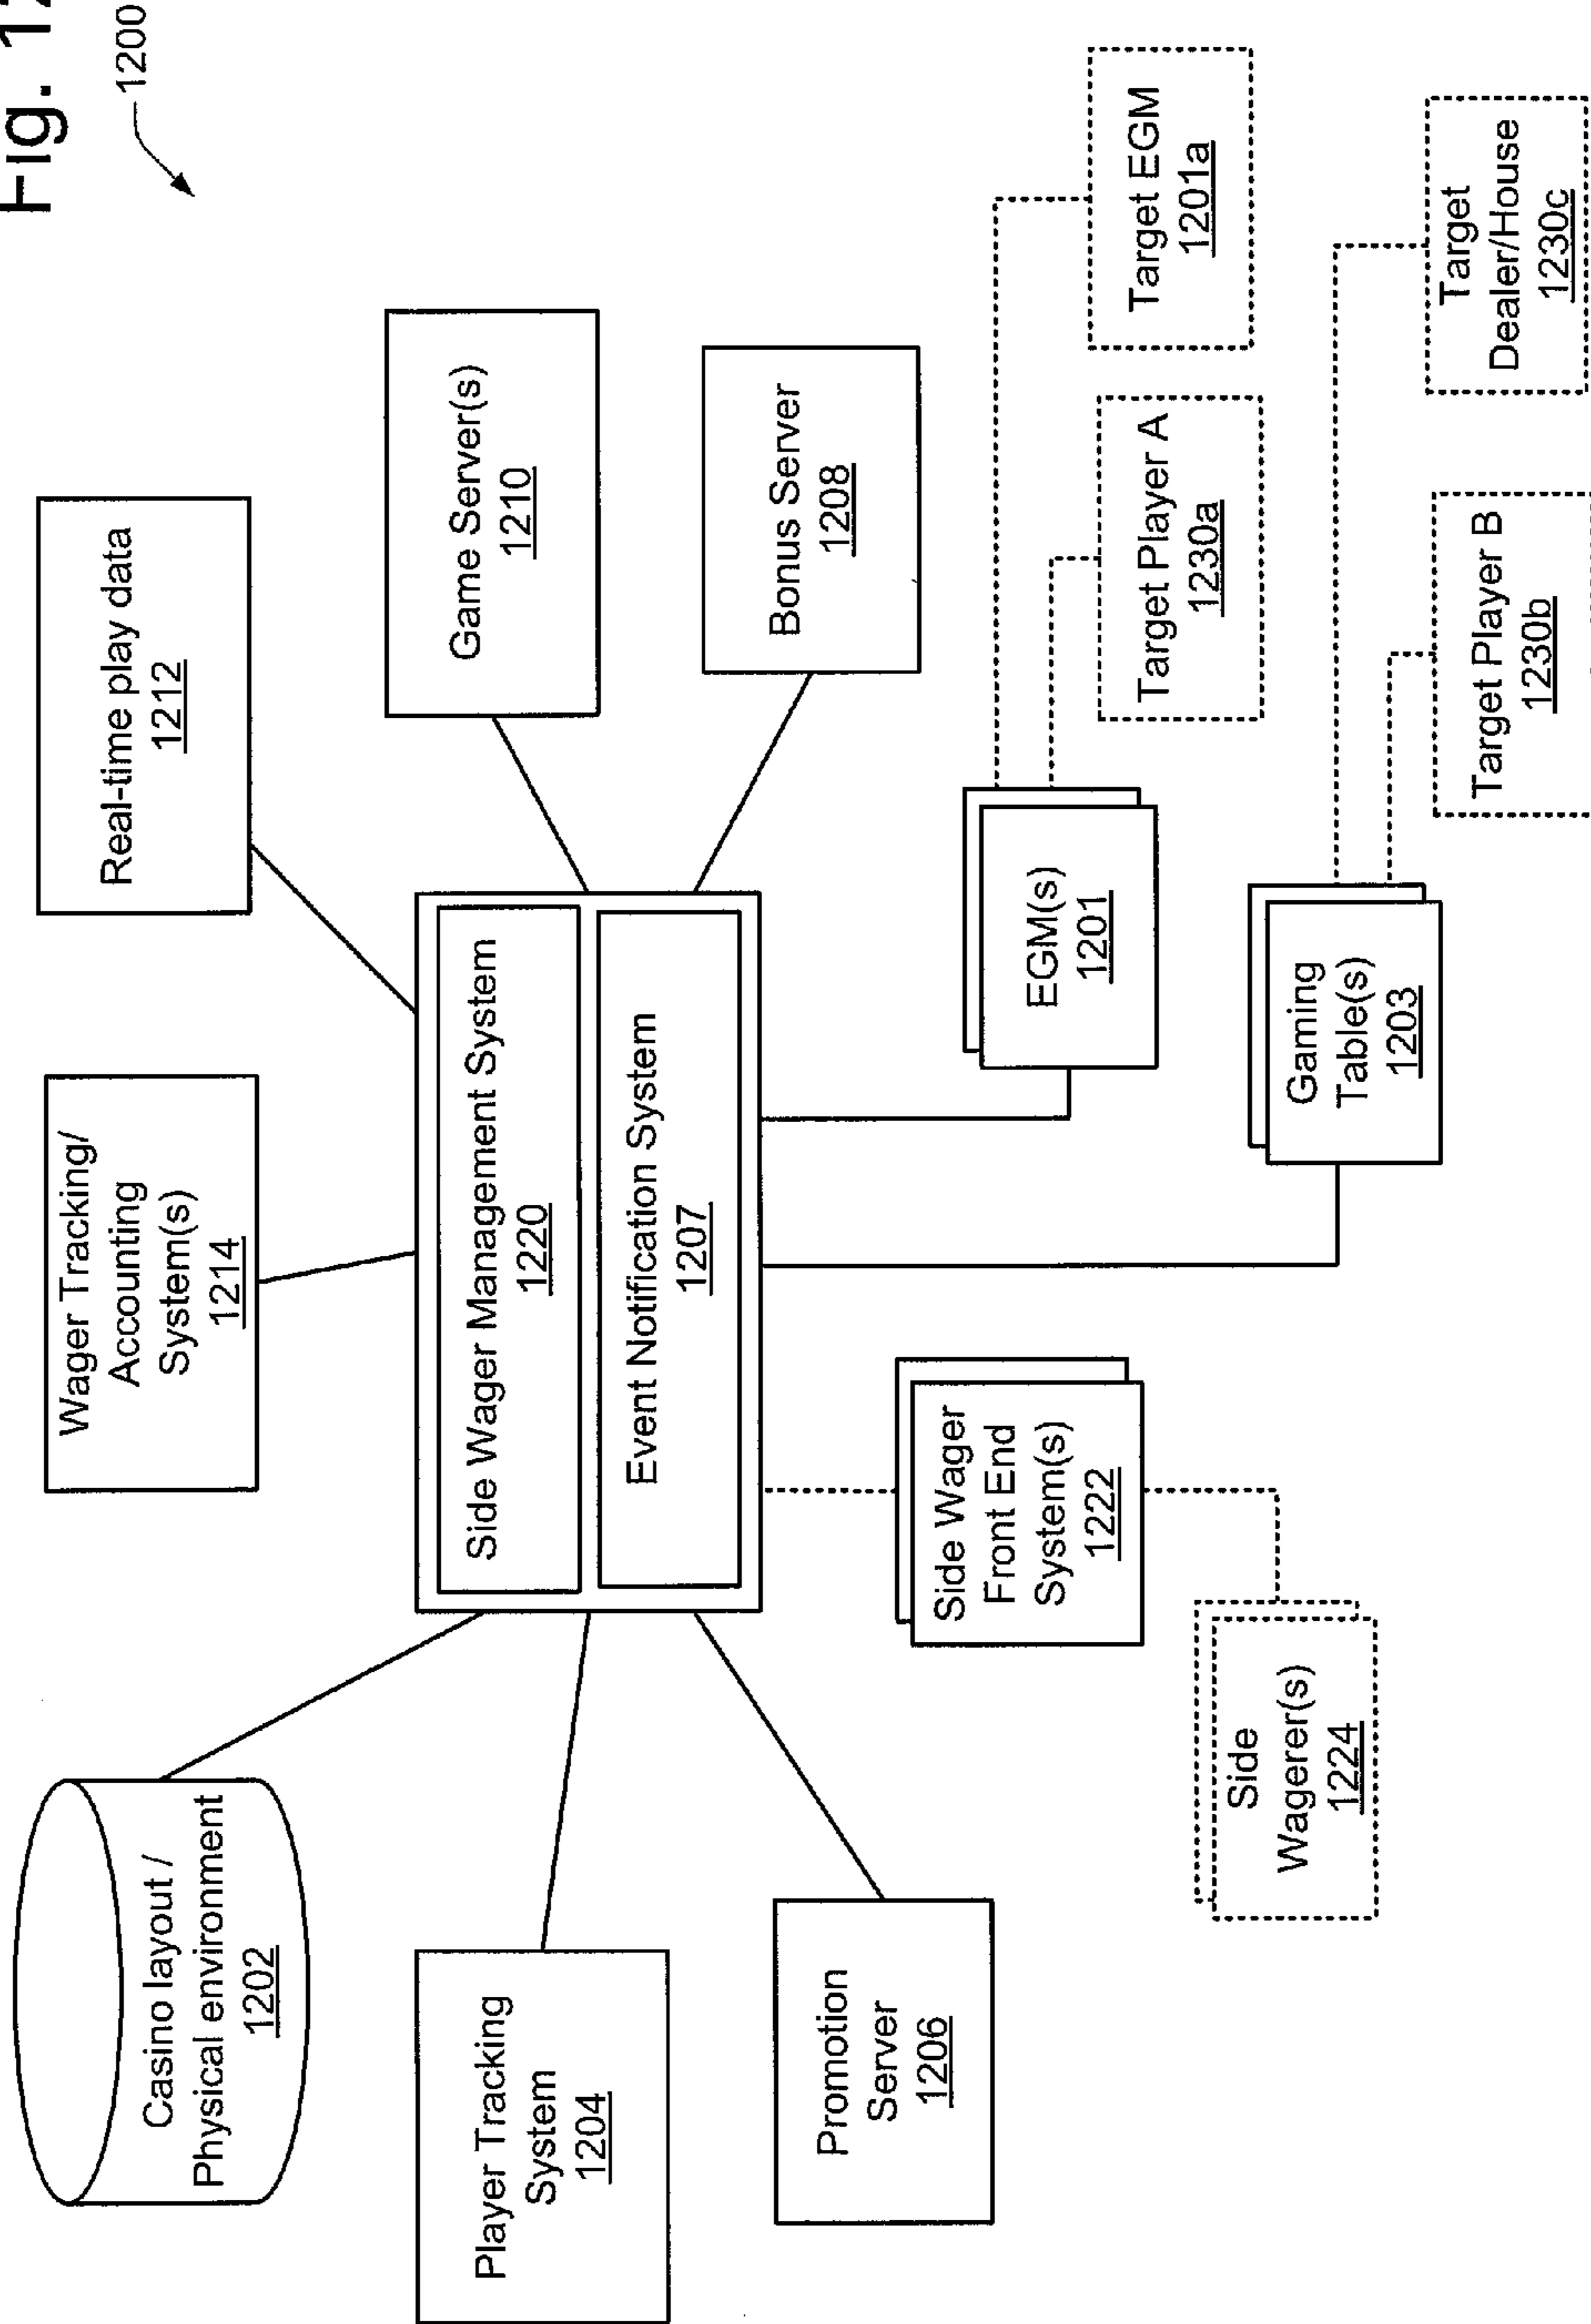 Fig. 12
1200
Casino layout /
Physical environment
1202
Wager Tracking/
Accounting
System(s)
1214
Real-time play data
1212
Player Tracking
System
1204
Side Wager Management System
1220
Event Notification System
1207
Game Server(s)
1210
Promotion
Server
1206
Bonus Server
1208
Side Wager
Front End
System(s)
1222
EGM(s)
1201
Target Player A
1230a
Target EGM
1201a
Side
Wagerer(s)
1224
Gaming
Table(s)
1203
Target Player B
1230b
Target
Dealer/House
1230c